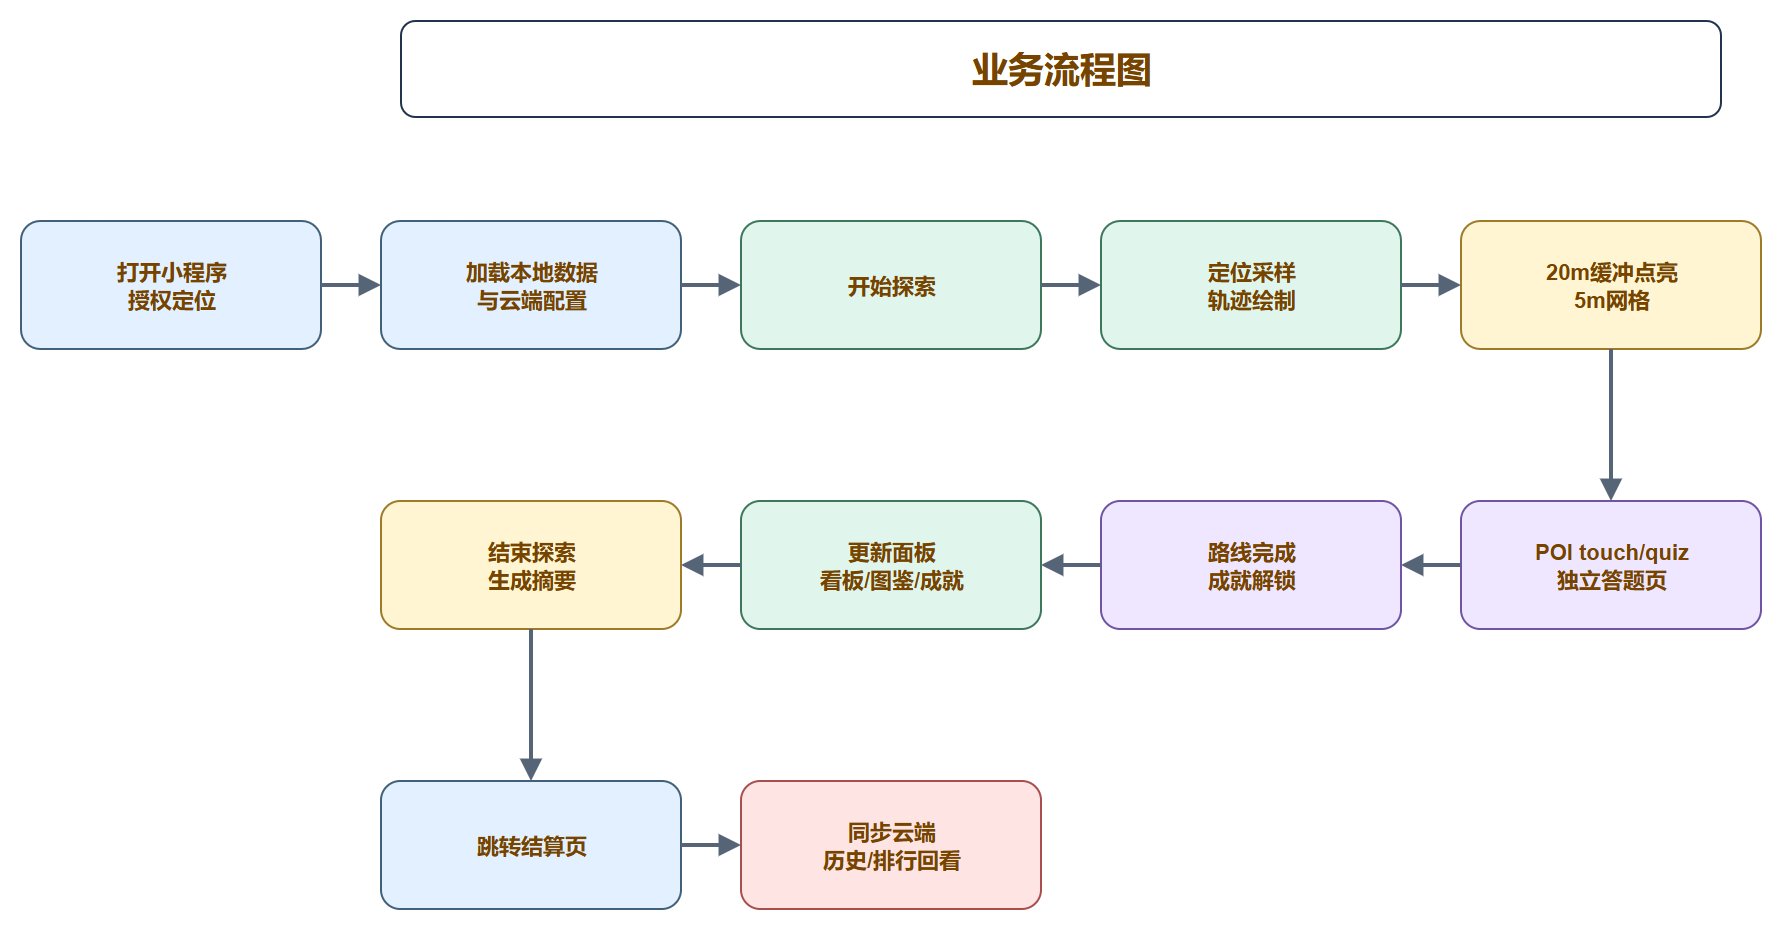 业务流程图
打开小程序
授权定位
加载本地数据
与云端配置
开始探索
定位采样
轨迹绘制
20m缓冲点亮
5m网格
POI touch/quiz
独立答题页
路线完成
成就解锁
更新面板
看板/图鉴/成就
结束探索
生成摘要
跳转结算页
同步云端
历史/排行回看